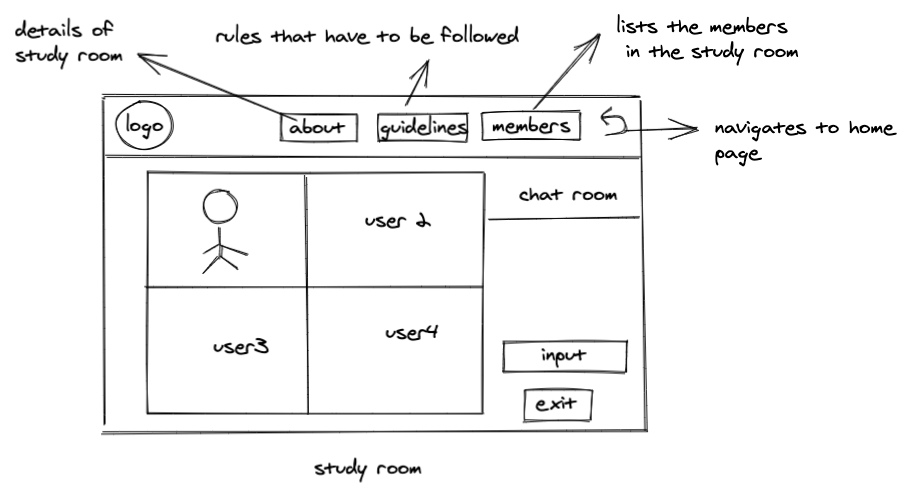 details of
study room
rules that have to be followed
lists the members
in the study room
logo
about
guidelines
members
navigates to home
page
chat room
user 2
user3
user4
input
exit
study room